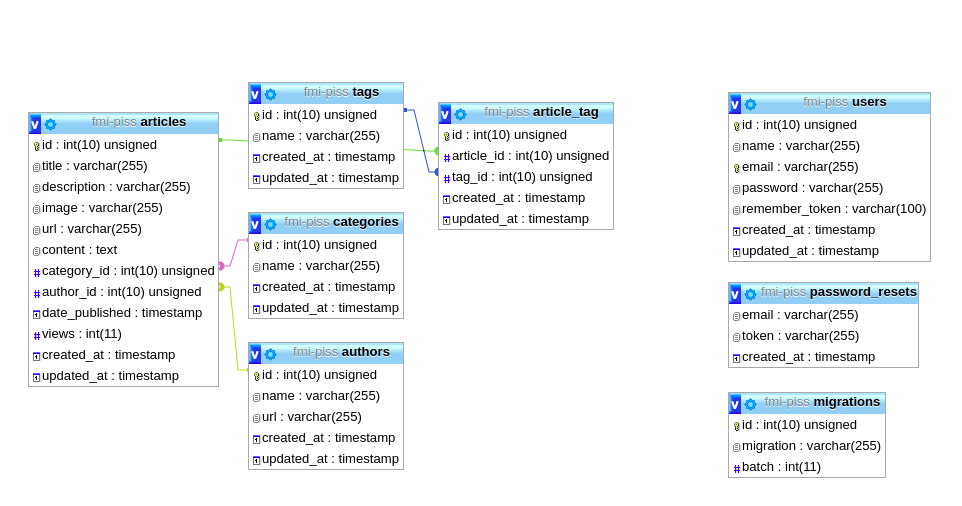 fmi-piss articles
id : int(10) unsigned
title : varchar(255)
description : varchar(255)
image : varchar(255)
url : varchar(255)
content : text
category_id : int(10) unsigned
author_id : int(10) unsigned
date_published : timestamp
views : int(11)
created_at : timestamp
updated_at : timestamp
fmi-piss tags
id : int(10) unsigned
name : varchar(255)
created_at : timestamp
updated_at : timestamp
fmi-piss categories
id : int(10) unsigned
name : varchar(255)
created_at : timestamp
updated_at : timestamp
fmi-piss authors
id : int(10) unsigned
name : varchar(255)
url : varchar(255)
created_at : timestamp
updated_at : timestamp
fmi-piss article_tag
id : int(10) unsigned
article_id : int(10) unsigned
tag_id : int(10) unsigned
created_at : timestamp
updated_at : timestamp
fmi-piss users
id : int(10) unsigned
name : varchar(255)
email : varchar(255)
password : varchar(255)
remember_token : varchar(100)
created_at : timestamp
updated_at : timestamp
fmi-piss password_resets
email : varchar(255)
token : varchar(255)
created_at : timestamp
fmi-piss migrations
id : int(10) unsigned
migration : varchar(255)
batch : int(11)